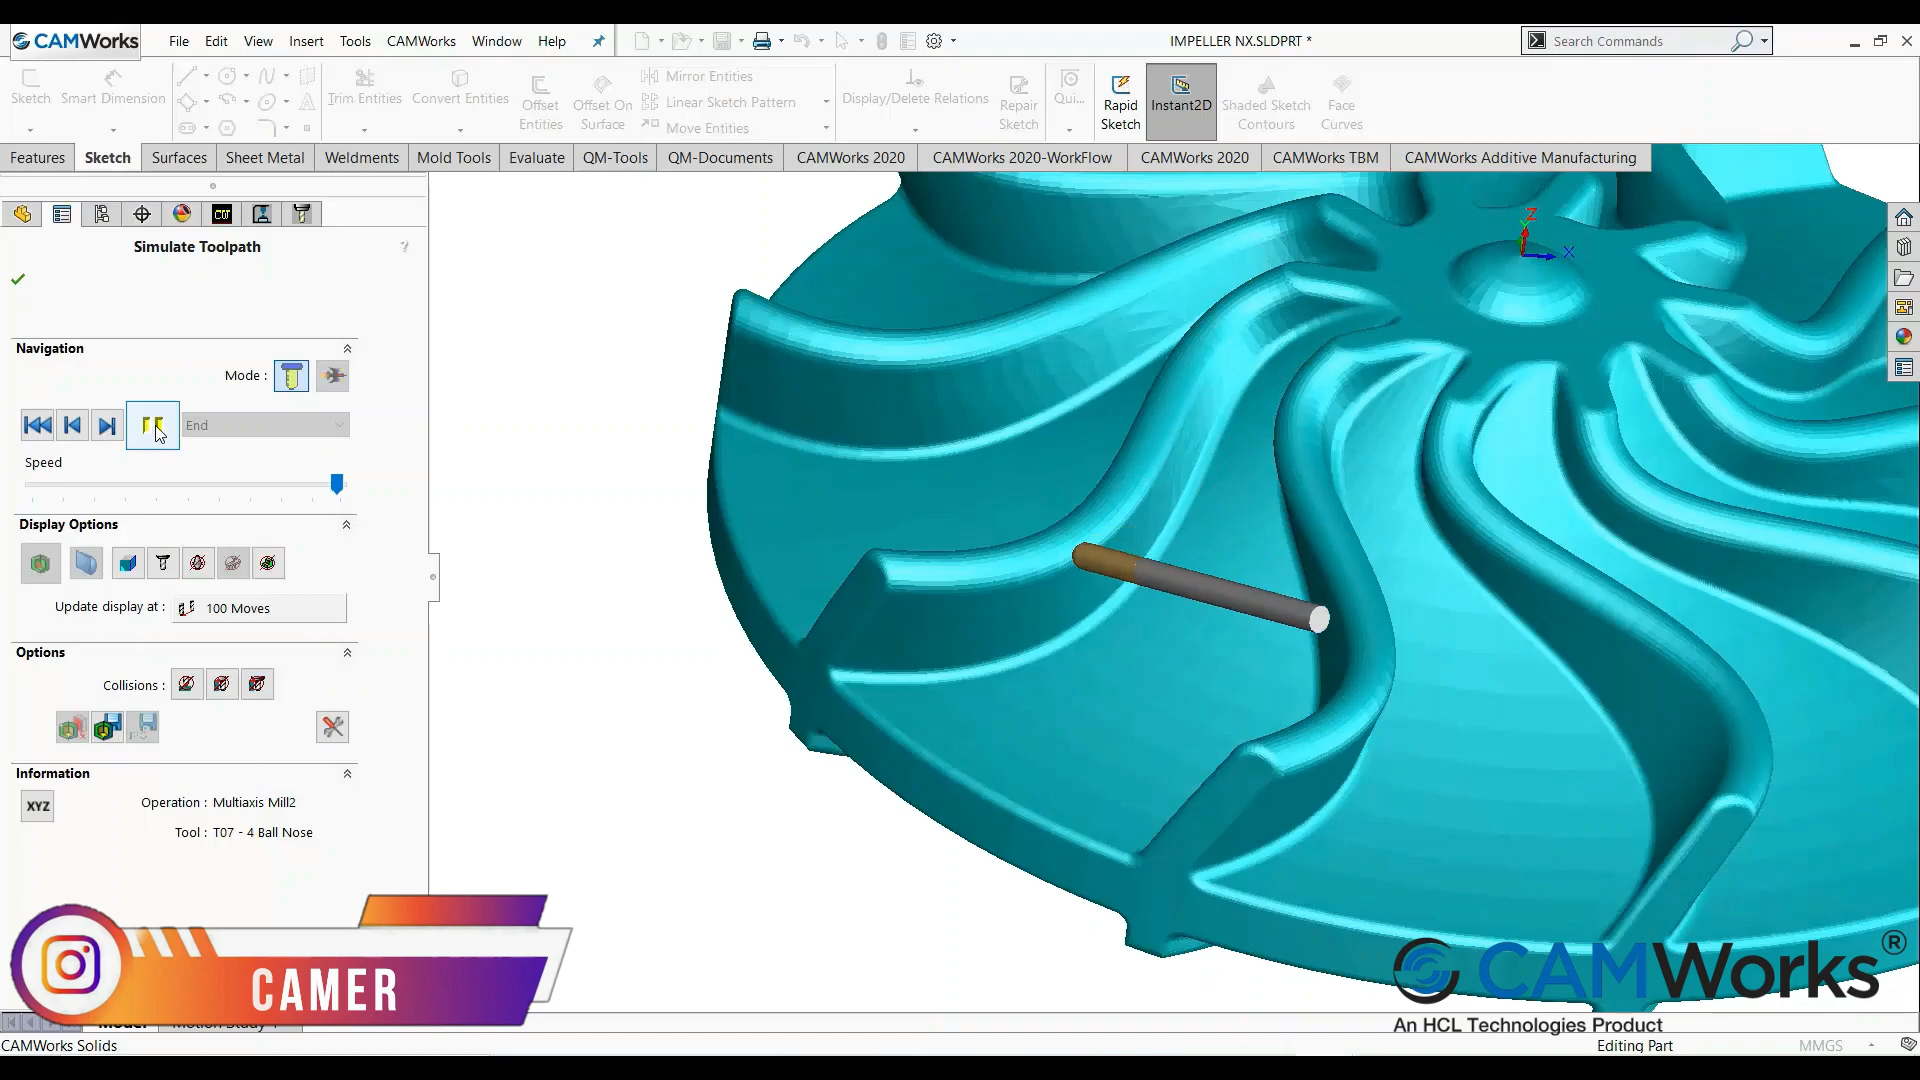 CAMWorks
File Edit View Insert Tools CAMWorks Window Help
IMPELLER NX.SLDPRT *
Search Commands
Sketch
Smart Dimension
Trim Entities
Convert Entities
Offset Entities
Offset On Surface
Mirror Entities
Linear Sketch Pattern
Move Entities
Display/Delete Relations
Repair Sketch
Qui...
Rapid Sketch
Instant2D
Shaded Sketch Contours
Face Curves
Features Sketch Surfaces Sheet Metal Weldments Mold Tools Evaluate QM-Tools QM-Documents CAMWorks 2020 CAMWorks 2020-WorkFlow CAMWorks 2020 CAMWorks TBM CAMWorks Additive Manufacturing
CW
Simulate Toolpath
?
Z
X
Navigation
Mode :
End
Speed
Display Options
Update display at : 100 Moves
Options
Collisions :
Information
XYZ
Operation : Multiaxis Mill2
Tool : T07 - 4 Ball Nose
CAMER
CAMWorks ®
An HCL Technologies Product
Model
CAMWorks Solids
Editing Part
MMGS